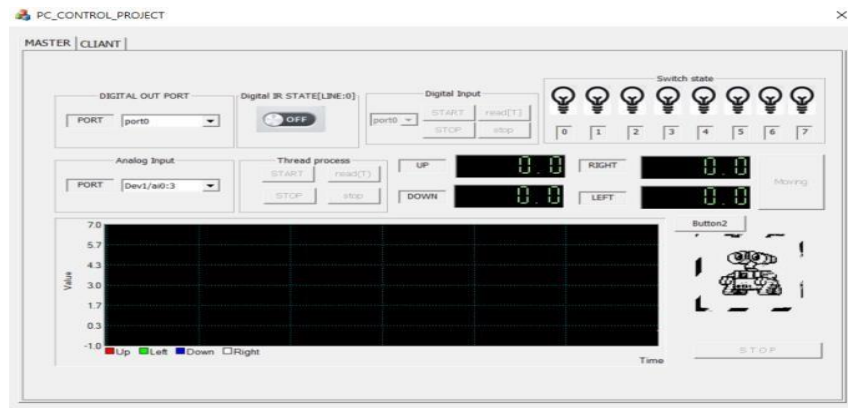 PC_CONTROL_PROJECT
MASTER CLIANT
DIGITAL OUT PORT
PORT port0
Digital IR STATE[LINE:0]
OFF
Digital Input
port0 START read[T]
STOP stop
Switch state
0 1 2 3 4 5 6 7
Analog Input
PORT Dev1/ai0:3
Thread process
START read(T)
STOP stop
UP 0.0 RIGHT 0.0
DOWN 0.0 LEFT 0.0
Moving
Button2
7.0
5.7
4.3
3.0
1.7
0.3
-1.0
Value
Up Left Down Right
Time
STOP